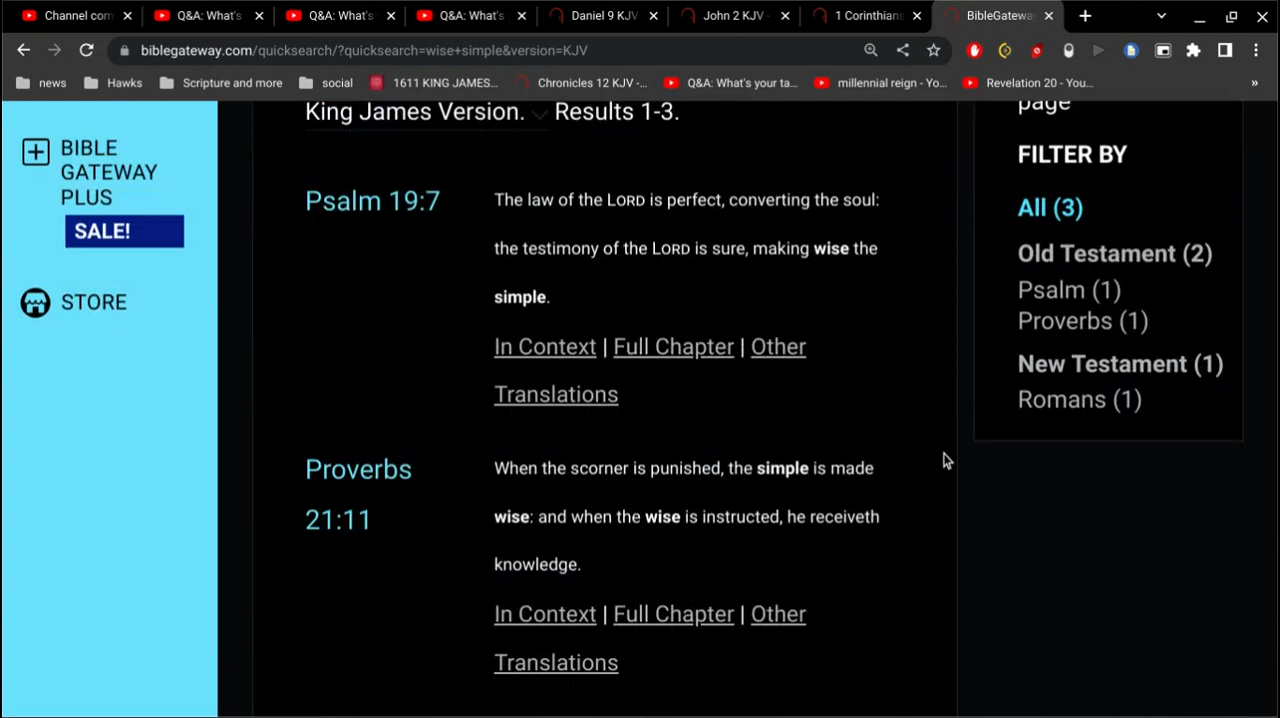 Channel com
Q&A: What's
Q&A: What's
Q&A: What's
Daniel 9 KJV
John 2 KJV -
1 Corinthians
BibleGatewa
biblegateway.com/quicksearch/?quicksearch=wise+simple&version=KJV
news
Hawks
Scripture and more
social
1611 KING JAMES...
Chronicles 12 KJV -...
Q&A: What's your ta...
millennial reign - Yo...
Revelation 20 - You...
»
BIBLE
GATEWAY
PLUS
SALE!
STORE
King James Version. Results 1-3.
Psalm 19:7
The law of the LORD is perfect, converting the soul:
the testimony of the LORD is sure, making wise the
simple.
In Context | Full Chapter | Other
Translations
Proverbs
21:11
When the scorner is punished, the simple is made
wise: and when the wise is instructed, he receiveth
knowledge.
In Context | Full Chapter | Other
Translations
page
FILTER BY
All (3)
Old Testament (2)
Psalm (1)
Proverbs (1)
New Testament (1)
Romans (1)